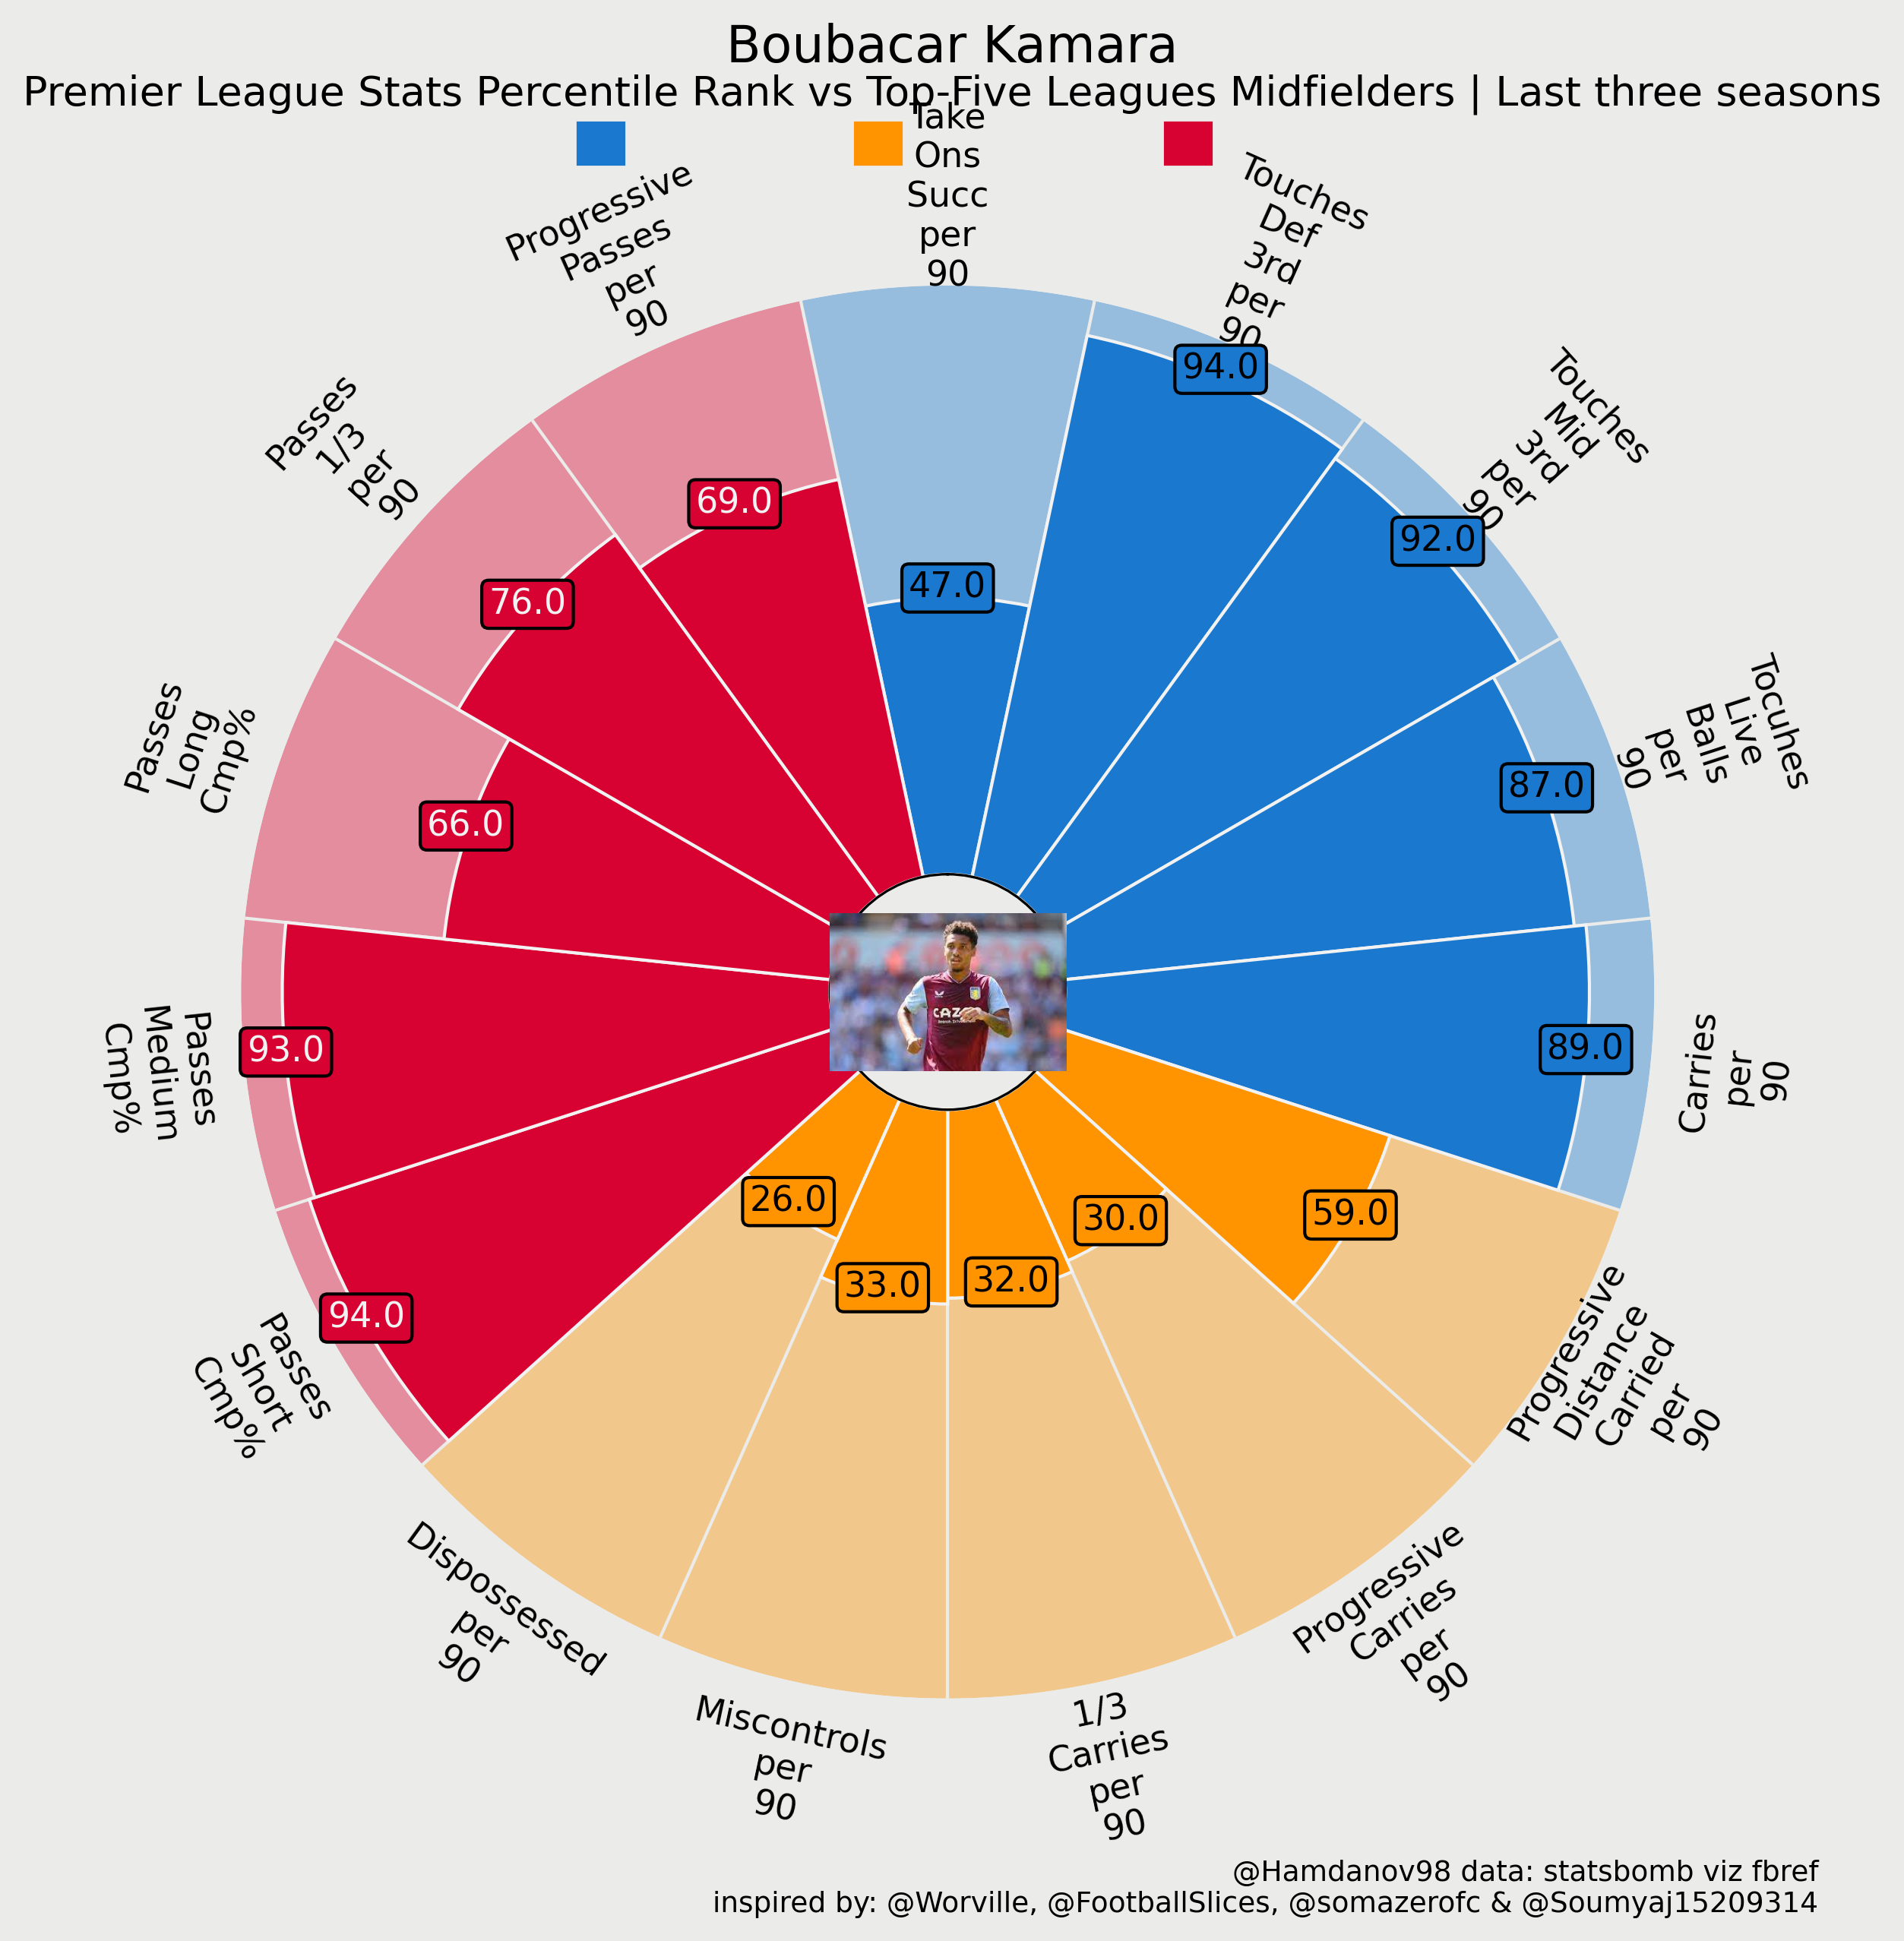 Boubacar Kamara
Premier League Stats Percentile Rank vs Top-Five Leagues Midfielders | Last three seasons
Take
Ons
Succ
per
90
47.0
Touches
Def
3rd
per
90
94.0
Touches
Mid
3rd
per
90
92.0
Tocuhes
Live
Balls
per
90
87.0
Carries
per
90
89.0
Progressive
Distance
Carried
per
90
59.0
Progressive
Carries
per
90
30.0
1/3
Carries
per
90
32.0
Miscontrols
per
90
33.0
Dispossessed
per
90
26.0
Passes
Short
Cmp%
94.0
Passes
Medium
Cmp%
93.0
Passes
Long
Cmp%
66.0
Passes
1/3
per
90
76.0
Progressive
Passes
per
90
69.0
CAZ
@Hamdanov98 data: statsbomb viz fbref
inspired by: @Worville, @FootballSlices, @somazerofc & @Soumyaj15209314